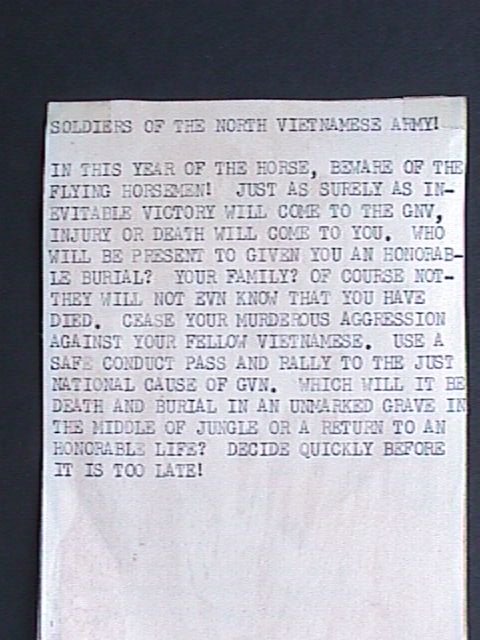 SOLDIERS OF THE NORTH VIETNAMESE ARMY!
IN THIS YEAR OF THE HORSE, BEWARE OF THE
FLYING HORSEMEN! JUST AS SURELY AS IN-
EVITABLE VICTORY WILL COME TO THE GNV,
INJURY OR DEATH WILL COME TO YOU. WHO
WILL BE PRESENT TO GIVEN YOU AN HONORAB-
LE BURIAL? YOUR FAMILY? OF COURSE NOT-
THEY WILL NOT EVN KNOW THAT YOU HAVE
DIED. CEASE YOUR MURDEROUS AGGRESSION
AGAINST YOUR FELLOW VIETNAMESE. USE A
SAFE CONDUCT PASS AND RALLY TO THE JUST
NATIONAL CAUSE OF GVN. WHICH WILL IT BE
DEATH AND BURIAL IN AN UNMARKED GRAVE IN
THE MIDDLE OF JUNGLE OR A RETURN TO AN
HONORABLE LIFE? DECIDE QUICKLY BEFORE
IT IS TOO LATE!